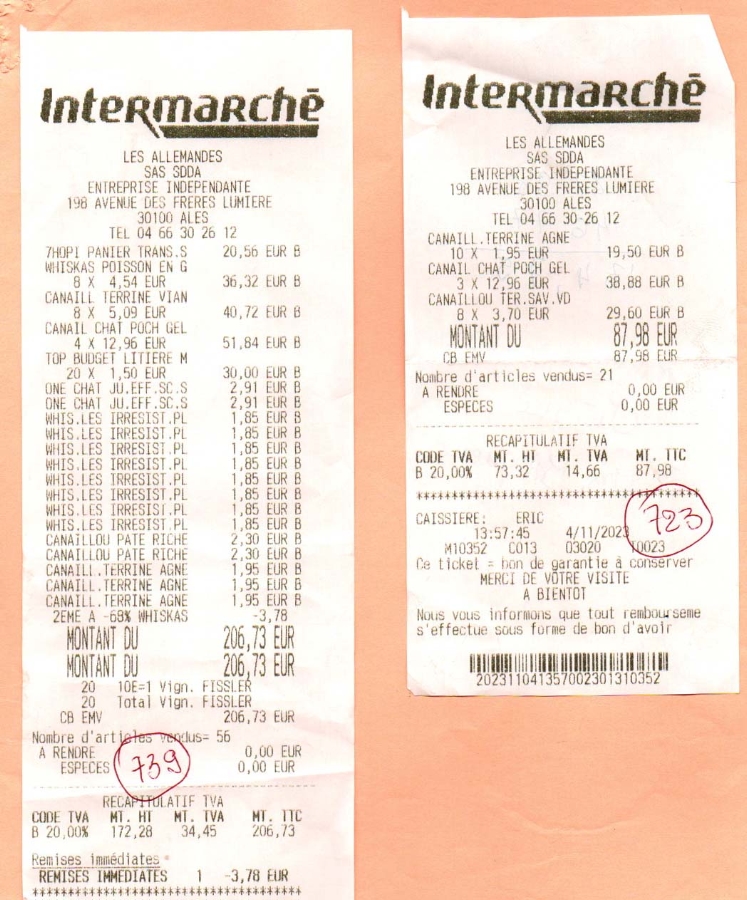 Intermarchē
LES ALLEMANDES
SAS SDDA
ENTREPRISE INDEPENDANTE
198 AVENUE DES FRERES LUMIERE
30100 ALES
TEL 04 66 30 26 12
7HOPI PANIER TRANS.S 20,56 EUR B
WHISKAS POISSON EN G
8 X 4,54 EUR 36,32 EUR B
CANAILL TERRINE VIAN
8 X 5,09 EUR 40,72 EUR B
CANAIL CHAT POCH GEL
4 X 12,96 EUR 51,84 EUR B
TOP BUDGET LITIERE M
20 X 1,50 EUR 30,00 EUR B
ONE CHAT JU.EFF.SC.S 2,91 EUR B
ONE CHAT JU.EFF.SC.S 2,91 EUR B
WHIS.LES IRRESIST.PL 1,85 EUR B
WHIS.LES IRRESIST.PL 1,85 EUR B
WHIS.LES IRRESIST.PL 1,85 EUR B
WHIS.LES IRRESIST.PL 1,85 EUR B
WHIS.LES IRRESIST.PL 1,85 EUR B
WHIS.LES IRRESIST.PL 1,85 EUR B
WHIS.LES IRRESIST.PL 1,85 EUR B
WHIS.LES IRRESIST.PL 1,85 EUR B
CANAILLOU PATE RICHE 2,30 EUR B
CANAILLOU PATE RICHE 2,30 EUR B
CANAILL.TERRINE AGNE 1,95 EUR B
CANAILL.TERRINE AGNE 1,95 EUR B
CANAILL.TERRINE AGNE 1,95 EUR B
2EME A -68% WHISKAS -3,78
MONTANT DU 206,73 EUR
MONTANT DU 206,73 EUR
20 10E=1 Vign. FISSLER
20 Total Vign. FISSLER
CB EMV 206,73 EUR
Nombre d'articles vendus= 56
A RENDRE 0,00 EUR
ESPECES 0,00 EUR
739
RECAPITULATIF TVA
CODE TVA MT. HT MT. TVA MT. TTC
B 20,00% 172,28 34,45 206,73
Remises immédiates
REMISES IMMEDIATES 1 -3,78 EUR
****************************************
Intermarchē
LES ALLEMANDES
SAS SDDA
ENTREPRISE INDEPENDANTE
198 AVENUE DES FRERES LUMIERE
30100 ALES
TEL 04 66 30 26 12
CANAILL.TERRINE AGNE
10 X 1,95 EUR 19,50 EUR B
CANAIL CHAT POCH GEL
3 X 12,96 EUR 38,88 EUR B
CANAILLOU TER.SAV.VD
8 X 3,70 EUR 29,60 EUR B
MONTANT DU 87,98 EUR
CB EMV 87,98 EUR
Nombre d'articles vendus= 21
A RENDRE 0,00 EUR
ESPECES 0,00 EUR
RECAPITULATIF TVA
CODE TVA MT. HT MT. TVA MT. TTC
B 20,00% 73,32 14,66 87,98
****************************************
CAISSIERE: ERIC
723
13:57:45 4/11/2023
M10352 C013 03020 T0023
Ce ticket = bon de garantie à conserver
MERCI DE VOTRE VISITE
A BIENTOT
Nous vous informons que tout remburseme
s'effectue sous forme de bon d'avoir
20231104135700230131035​2